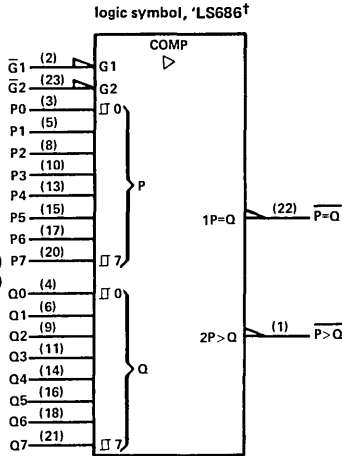 logic symbol, 'LS686†
COMP
▷
G̅1 (2) G1
G̅2 (23) G2
P0 (3) 0
P1 (5)
P2 (8)
P3 (10)
P4 (13)
P5 (15)
P6 (17)
P7 (20) 7
P
Q0 (4) 0
Q1 (6)
Q2 (9)
Q3 (11)
Q4 (14)
Q5 (16)
Q6 (18)
Q7 (21) 7
Q
1P=Q (22) P̅=̅Q̅
2P>Q (1) P̅>̅Q̅